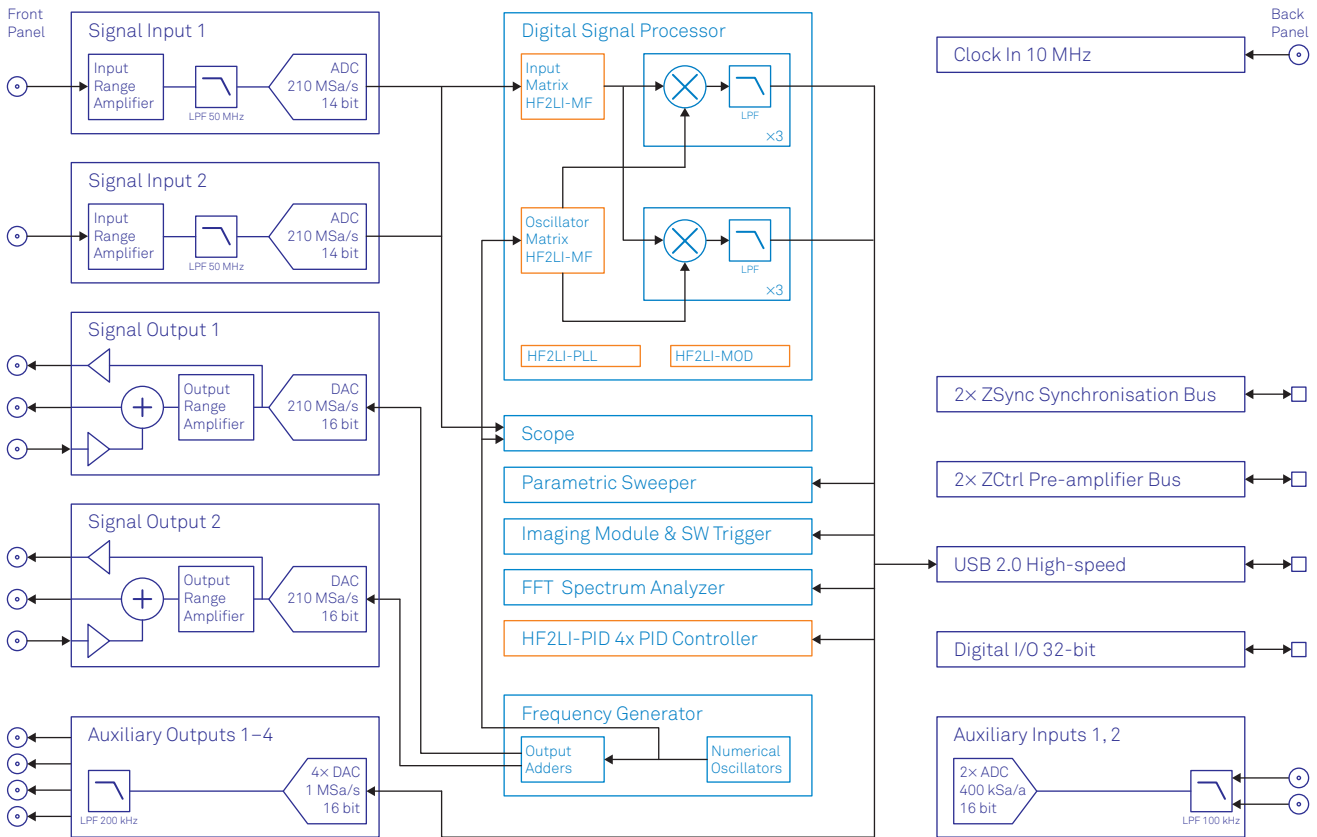 Front
Panel
Signal Input 1
Input
Range
Amplifier
LPF 50 MHz
ADC
210 MSa/s
14 bit
Signal Input 2
Input
Range
Amplifier
LPF 50 MHz
ADC
210 MSa/s
14 bit
Signal Output 1
Output
Range
Amplifier
DAC
210 MSa/s
16 bit
Signal Output 2
Output
Range
Amplifier
DAC
210 MSa/s
16 bit
Auxiliary Outputs 1–4
LPF 200 kHz
4× DAC
1 MSa/s
16 bit
Digital Signal Processor
Input
Matrix
HF2LI-MF
LPF
×3
Oscillator
Matrix
HF2LI-MF
LPF
×3
HF2LI-PLL
HF2LI-MOD
Scope
Parametric Sweeper
Imaging Module & SW Trigger
FFT Spectrum Analyzer
HF2LI-PID 4x PID Controller
Frequency Generator
Output
Adders
Numerical
Oscillators
Back
Panel
Clock In 10 MHz
2× ZSync Synchronisation Bus
2× ZCtrl Pre-amplifier Bus
USB 2.0 High-speed
Digital I/O 32-bit
Auxiliary Inputs 1, 2
2× ADC
400 kSa/a
16 bit
LPF 100 kHz